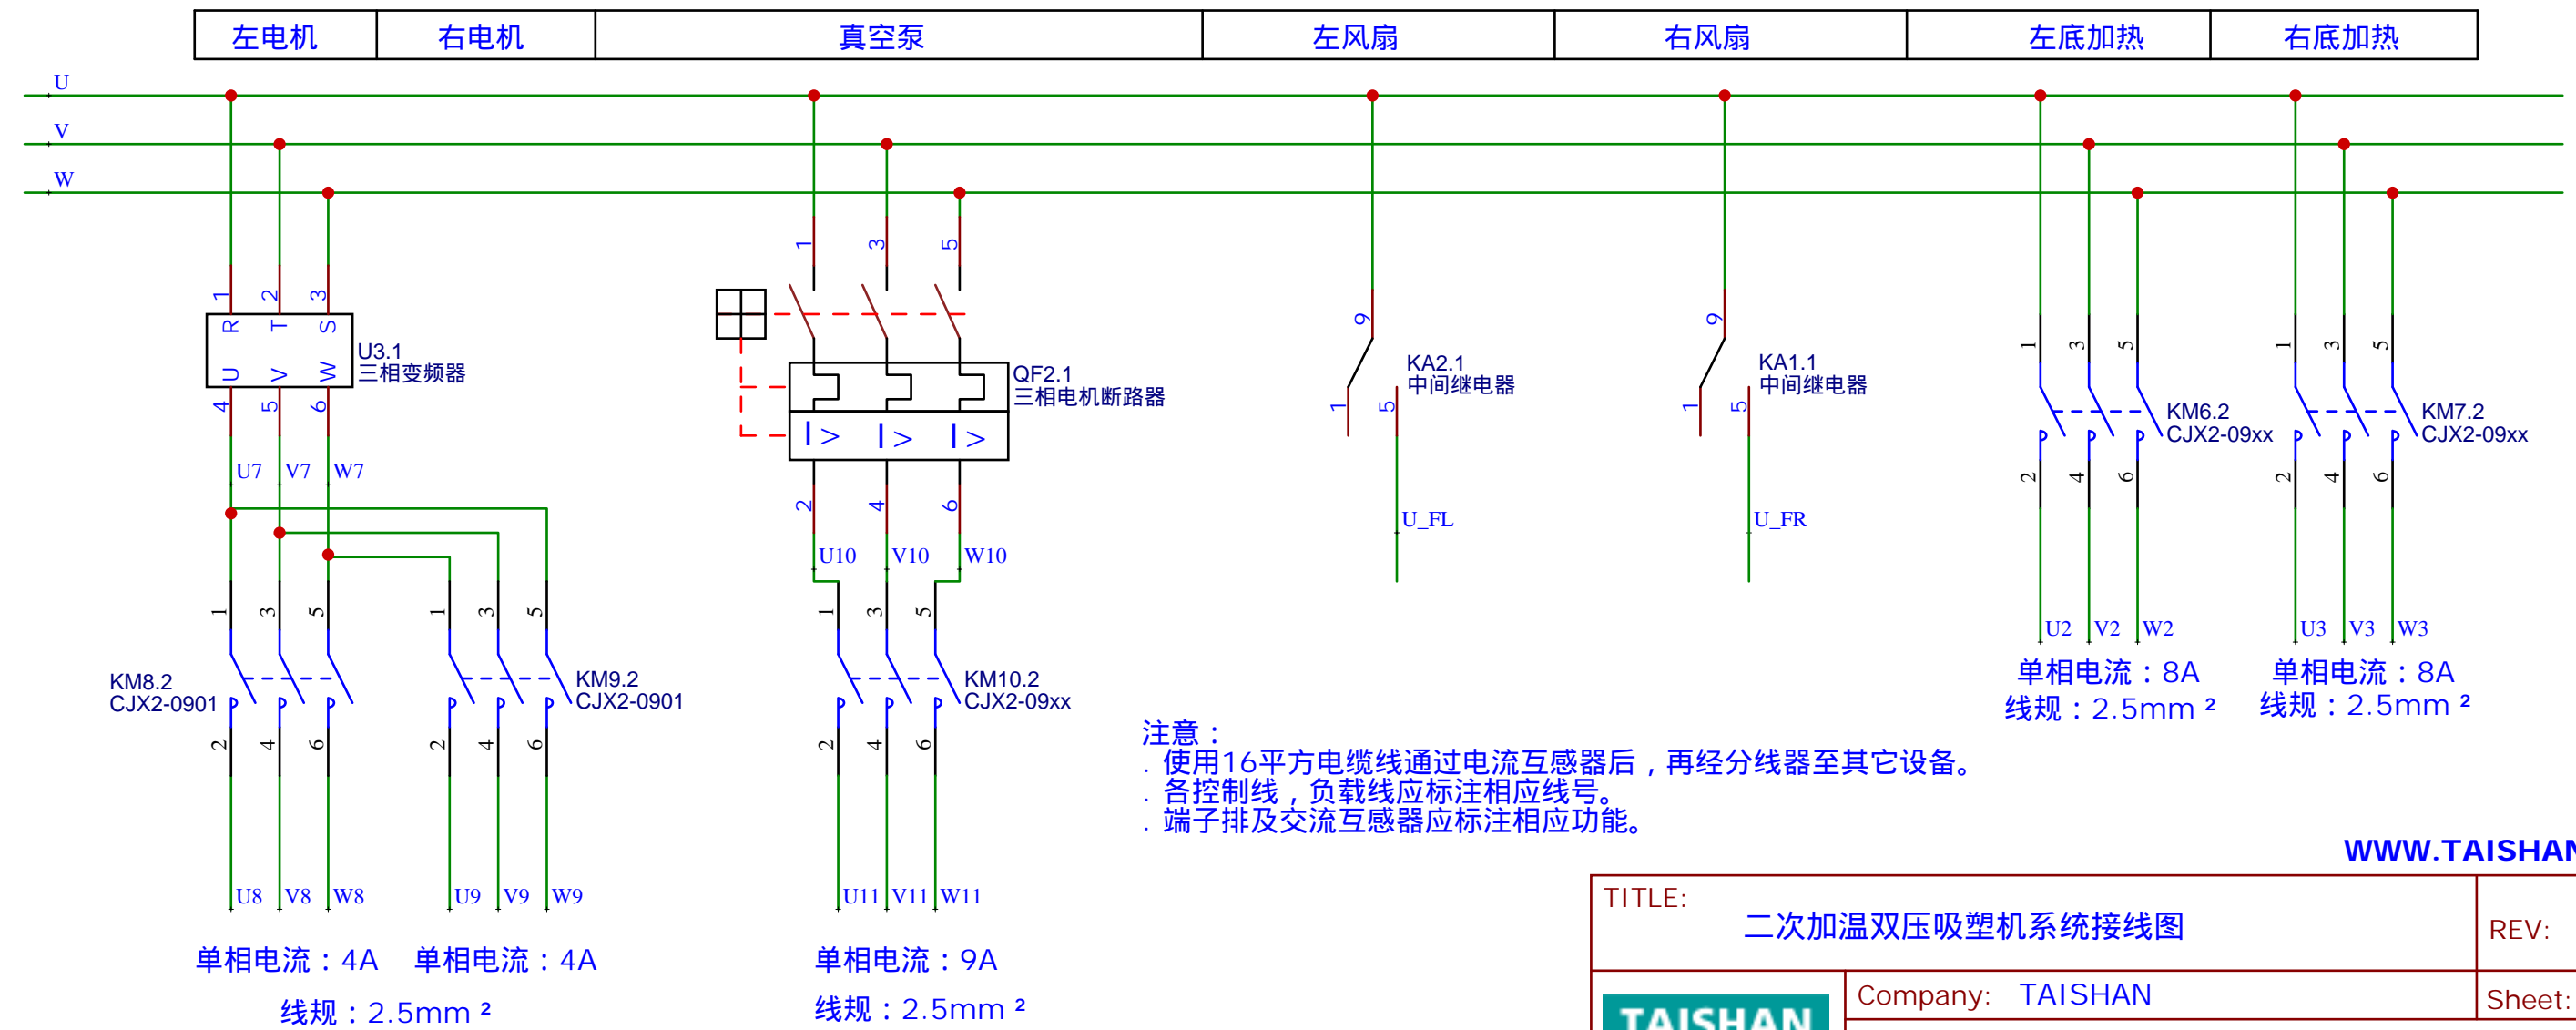 左电机 右电机 真空泵 左风扇 右风扇 左底加热 右底加热
U
V
W
1 2 3
R T S
U V W
4 5 6
U3.1
三相变频器
U7 V7 W7
1 3 5
2 4 6
KM8.2
CJX2-0901
U8 V8 W8
单相电流：4A
1 3 5
2 4 6
KM9.2
CJX2-0901
U9 V9 W9
单相电流：4A
线规：2.5mm ²
1 3 5
I> I> I>
QF2.1
三相电机断路器
2 4 6
U10 V10 W10
1 3 5
2 4 6
KM10.2
CJX2-09xx
U11 V11 W11
单相电流：9A
线规：2.5mm ²
9
1 5
KA2.1
中间继电器
U_FL
9
1 5
KA1.1
中间继电器
U_FR
1 3 5
2 4 6
KM6.2
CJX2-09xx
U2 V2 W2
单相电流：8A
线规：2.5mm ²
1 3 5
2 4 6
KM7.2
CJX2-09xx
U3 V3 W3
单相电流：8A
线规：2.5mm ²
注意：
. 使用16平方电缆线通过电流互感器后，再经分线器至其它设备。
. 各控制线，负载线应标注相应线号。
. 端子排及交流互感器应标注相应功能。
WWW.TAISHAN
TITLE:
二次加温双压吸塑机系统接线图
REV:
TAISHAN
Company: TAISHAN
Sheet: